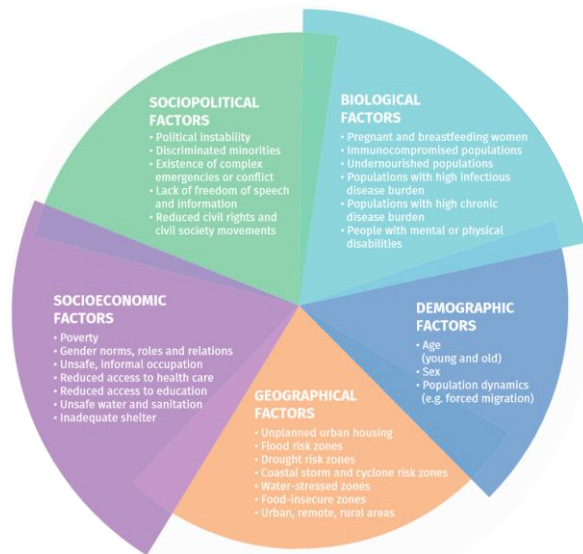 SOCIOPOLITICAL
FACTORS
• Political instability
• Discriminated minorities
• Existence of complex
emergencies or conflict
• Lack of freedom of speech
and information
• Reduced civil rights and
civil society movements
BIOLOGICAL
FACTORS
• Pregnant and breastfeeding women
• Immunocompromised populations
• Undernourished populations
• Populations with high infectious
disease burden
• Populations with high chronic
disease burden
• People with mental or physical
disabilities
SOCIOECONOMIC
FACTORS
• Poverty
• Gender norms, roles and relations
• Unsafe, informal occupation
• Reduced access to health care
• Reduced access to education
• Unsafe water and sanitation
• Inadequate shelter
DEMOGRAPHIC
FACTORS
• Age
(young and old)
• Sex
• Population dynamics
(e.g. forced migration)
GEOGRAPHICAL
FACTORS
• Unplanned urban housing
• Flood risk zones
• Drought risk zones
• Coastal storm and cyclone risk zones
• Water-stressed zones
• Food-insecure zones
• Urban, remote, rural areas